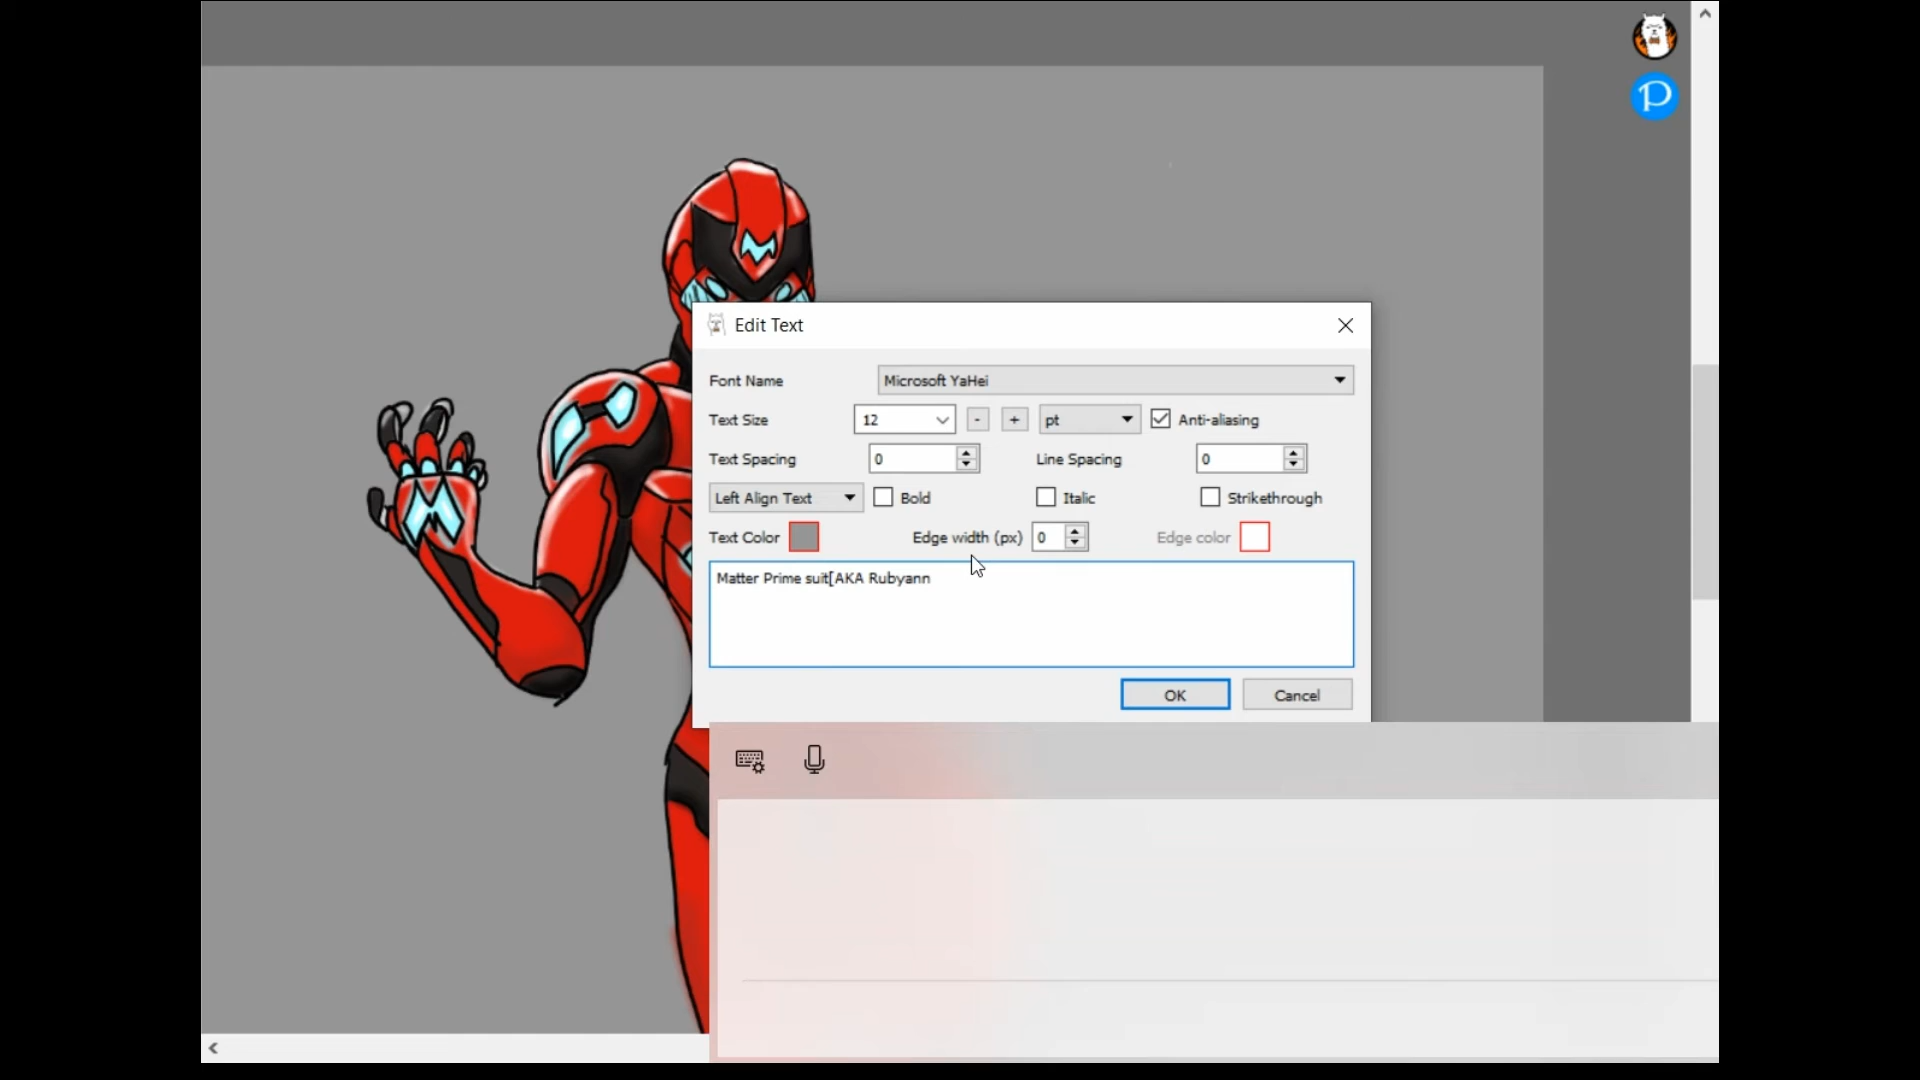 P
Edit Text
Font Name
Microsoft YaHei
Text Size
12
-
+
pt
Anti-aliasing
Text Spacing
0
Line Spacing
0
Left Align Text
Bold
Italic
Strikethrough
Text Color
Edge width (px)
0
Edge color
Matter Prime suit[AKA Rubyann
OK
Cancel